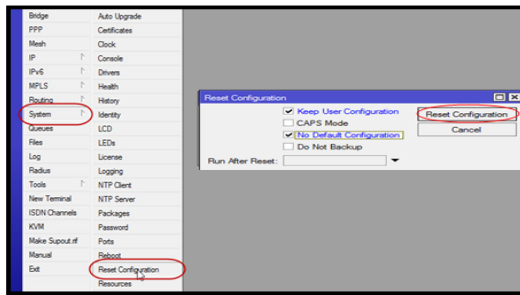 Bridge
PPP
Mesh
IP
IPv6
MPLS
Routing
System
Queues
Files
Log
Radius
Tools
New Terminal
ISDN Channels
KVM
Make Supout.rif
Manual
Exit
Auto Upgrade
Certificates
Clock
Console
Drivers
Health
History
Identity
LCD
LEDs
License
Logging
NTP Client
NTP Server
Packages
Password
Ports
Reboot
Reset Configuration
Resources
Reset Configuration
Keep User Configuration
CAPS Mode
No Default Configuration
Do Not Backup
Run After Reset:
Reset Configuration
Cancel